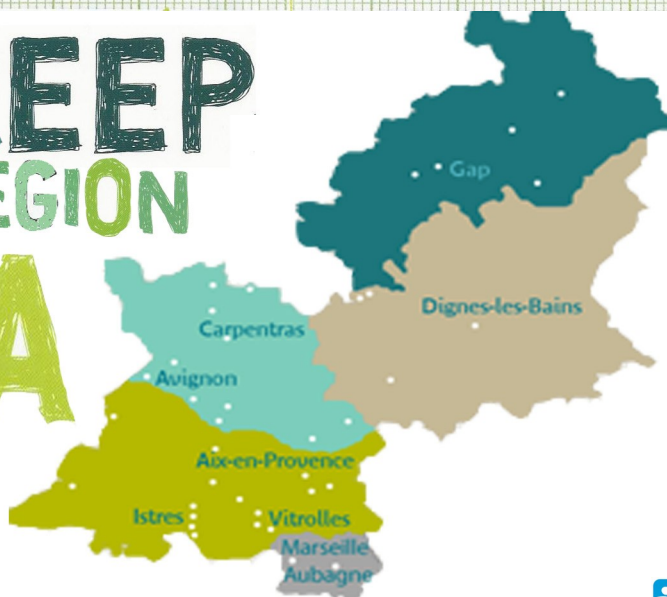 EEP
EGION
A
Gap
Dignes-les-Bains
Carpentras
Avignon
Aix-en-Provence
Istres
Vitrolles
Marseille
Aubagne